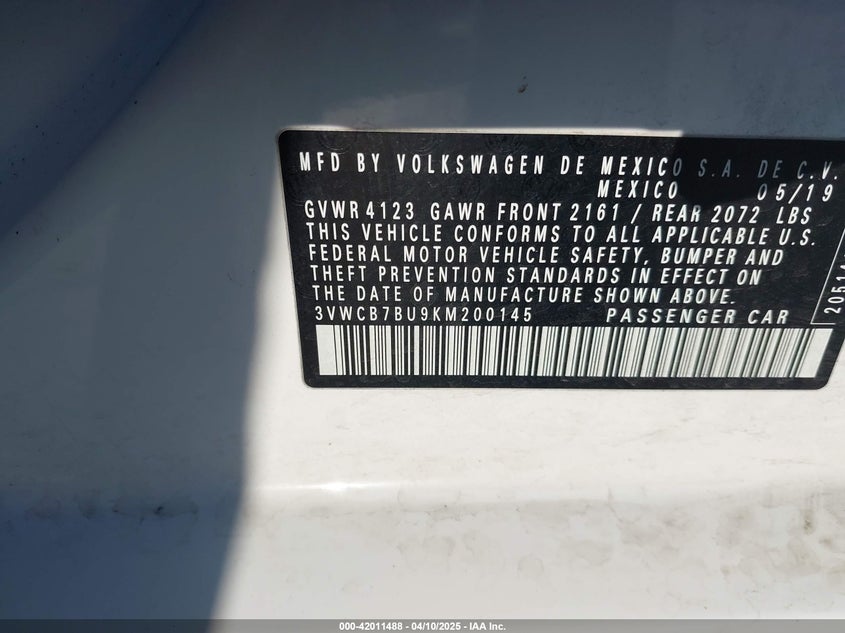 MFD BY VOLKSWAGEN DE MEXICO S.A. DE C.V.
MEXICO 05/19
GVWR 4123 GAWR FRONT 2161 / REAR 2072 LBS
THIS VEHICLE CONFORMS TO ALL APPLICABLE U.S.
FEDERAL MOTOR VEHICLE SAFETY, BUMPER AND
THEFT PREVENTION STANDARDS IN EFFECT ON
THE DATE OF MANUFACTURE SHOWN ABOVE.
3VWCB7BU9KM200145 PASSENGER CAR
000-42011488 - 04/10/2025 - IAA Inc.